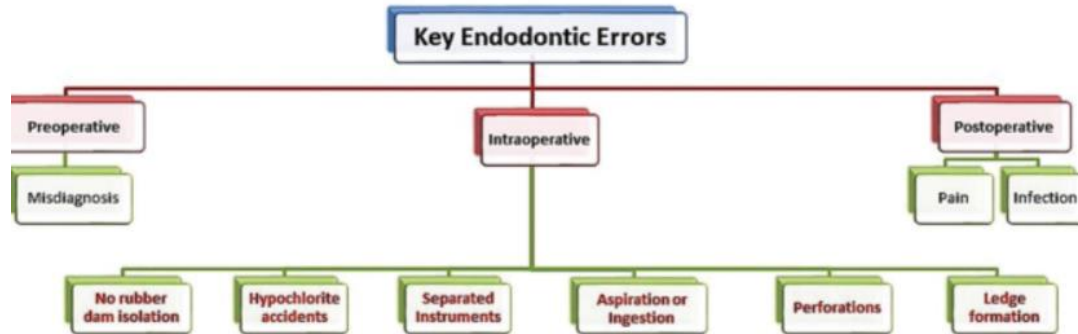 Key Endodontic Errors
Preoperative
Intraoperative
Postoperative
Misdiagnosis
Pain
Infection
No rubber
dam isolation
Hypochlorite
accidents
Separated
Instruments
Aspiration or
Ingestion
Perforations
Ledge
formation